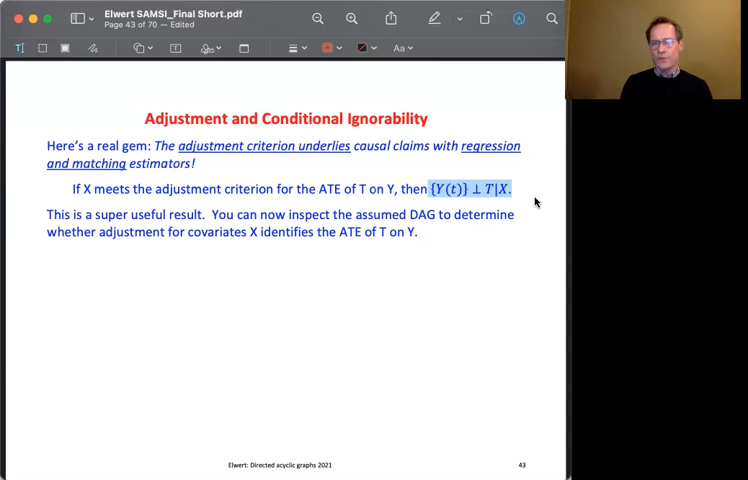 Elwert SAMSI_Final Short.pdf
Page 43 of 70 — Edited
Aa
Adjustment and Conditional Ignorability
Here's a real gem: The adjustment criterion underlies causal claims with regression
and matching estimators!
If X meets the adjustment criterion for the ATE of T on Y, then {Y(t)} ⊥ T|X.
This is a super useful result.  You can now inspect the assumed DAG to determine
whether adjustment for covariates X identifies the ATE of T on Y.
Elwert: Directed acyclic graphs 2021
43